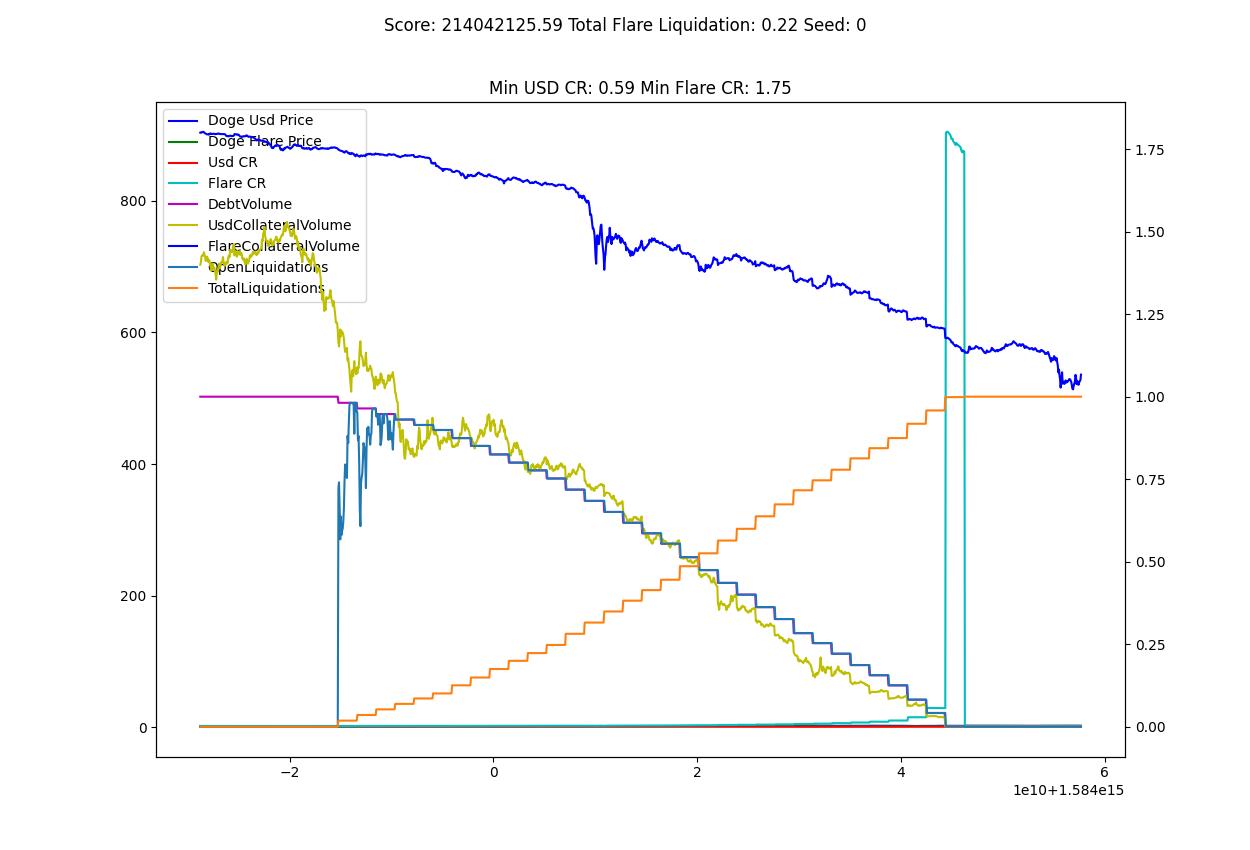 Score: 214042125.59 Total Flare Liquidation: 0.22 Seed: 0
Min USD CR: 0.59 Min Flare CR: 1.75
Doge Usd Price
Doge Flare Price
Usd CR
Flare CR
DebtVolume
UsdCollateralVolume
FlareCollateralVolume
OpenLiquidations
TotalLiquidations
800
600
400
200
0
1.75
1.50
1.25
1.00
0.75
0.50
0.25
0.00
−2
0
2
4
6
1e10+1.584e15